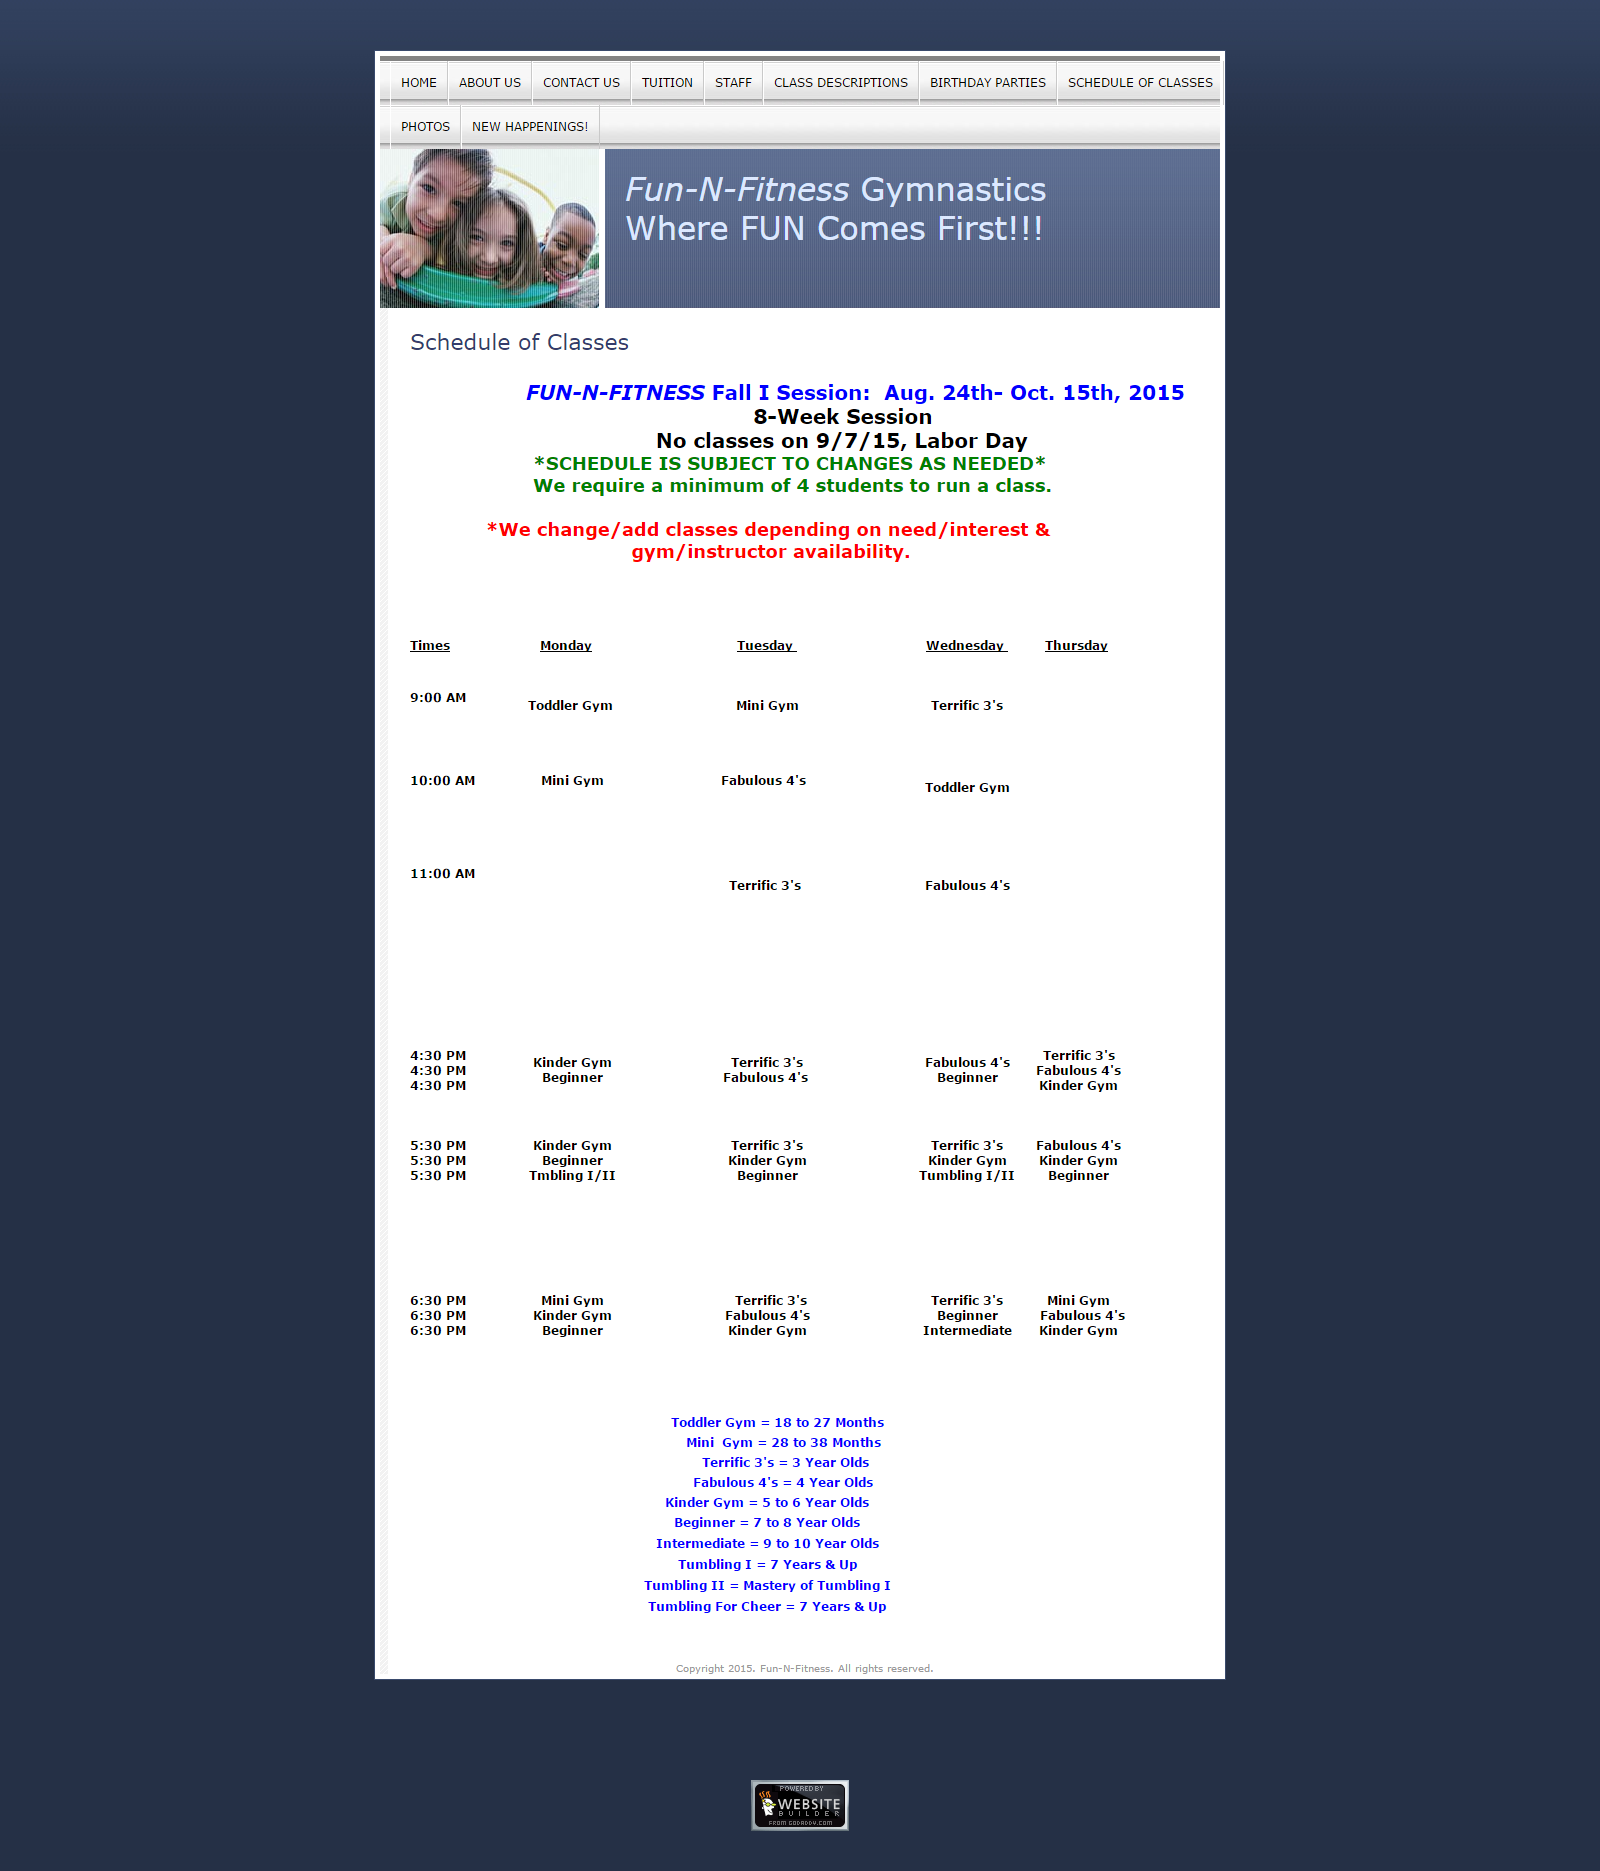 HOME ABOUT US CONTACT US TUITION STAFF CLASS DESCRIPTIONS BIRTHDAY PARTIES SCHEDULE OF CLASSES
PHOTOS NEW HAPPENINGS!
Fun-N-Fitness Gymnastics
Where FUN Comes First!!!
Schedule of Classes
FUN-N-FITNESS Fall I Session:  Aug. 24th- Oct. 15th, 2015
8-Week Session
No classes on 9/7/15, Labor Day
*SCHEDULE IS SUBJECT TO CHANGES AS NEEDED*
We require a minimum of 4 students to run a class.
*We change/add classes depending on need/interest &
gym/instructor availability.
Times Monday Tuesday Wednesday Thursday
9:00 AM Toddler Gym Mini Gym Terrific 3's
10:00 AM Mini Gym Fabulous 4's Toddler Gym
11:00 AM Terrific 3's Fabulous 4's
4:30 PM Kinder Gym Terrific 3's Fabulous 4's Terrific 3's
4:30 PM Beginner Fabulous 4's Beginner Fabulous 4's
4:30 PM Kinder Gym
5:30 PM Kinder Gym Terrific 3's Terrific 3's Fabulous 4's
5:30 PM Beginner Kinder Gym Kinder Gym Kinder Gym
5:30 PM Tmbling I/II Beginner Tumbling I/II Beginner
6:30 PM Mini Gym Terrific 3's Terrific 3's Mini Gym
6:30 PM Kinder Gym Fabulous 4's Beginner Fabulous 4's
6:30 PM Beginner Kinder Gym Intermediate Kinder Gym
Toddler Gym = 18 to 27 Months
Mini  Gym = 28 to 38 Months
Terrific 3's = 3 Year Olds
Fabulous 4's = 4 Year Olds
Kinder Gym = 5 to 6 Year Olds
Beginner = 7 to 8 Year Olds
Intermediate = 9 to 10 Year Olds
Tumbling I = 7 Years & Up
Tumbling II = Mastery of Tumbling I
Tumbling For Cheer = 7 Years & Up
Copyright 2015. Fun-N-Fitness. All rights reserved.
POWERED BY
WEBSITE
BUILDER
FROM GODADDY.COM